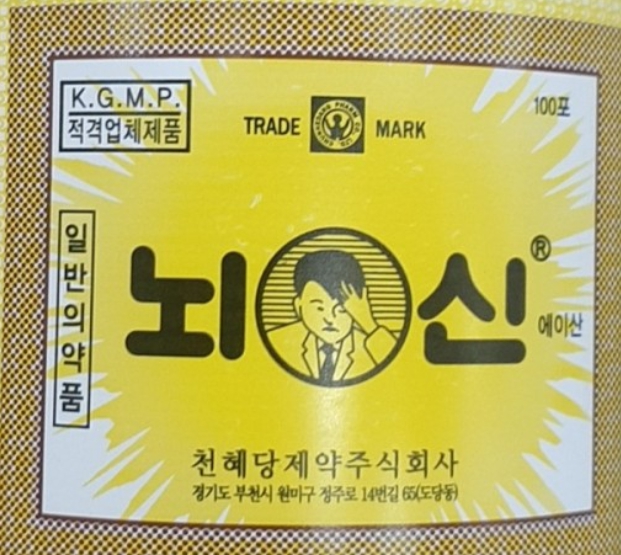 K.G.M.P.
적격업체제품
TRADE MARK
100포
일반의약품
뇌신®
에이산
천혜당제약주식회사
경기도 부천시 원미구 정주로 14번길 65(도당동)